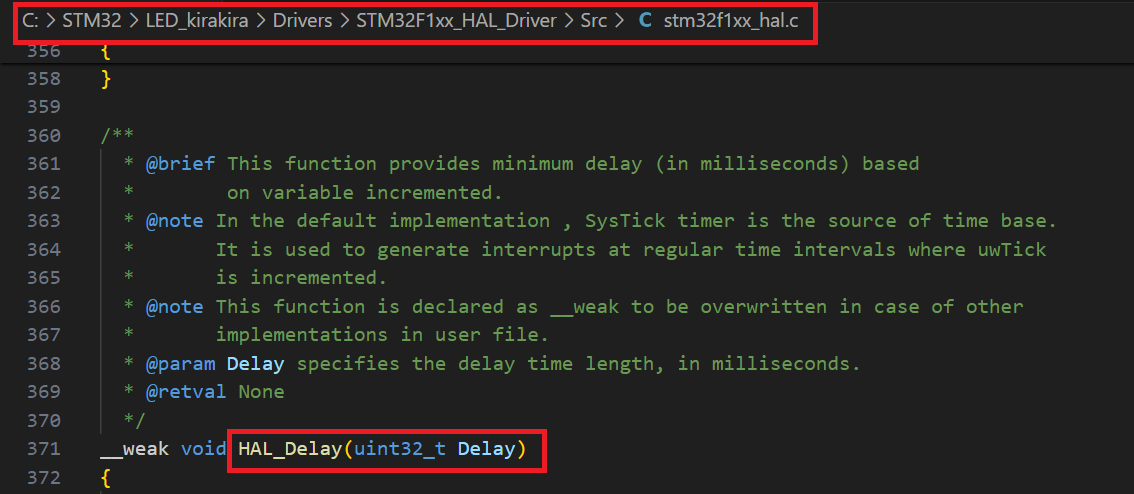 C: > STM32 > LED_kirakira > Drivers > STM32F1xx_HAL_Driver > Src > C stm32f1xx_hal.c
356 {
358 }
359
360 /**
361   * @brief This function provides minimum delay (in milliseconds) based
362   *        on variable incremented.
363   * @note In the default implementation , SysTick timer is the source of time base.
364   *       It is used to generate interrupts at regular time intervals where uwTick
365   *       is incremented.
366   * @note This function is declared as __weak to be overwritten in case of other
367   *       implementations in user file.
368   * @param Delay specifies the delay time length, in milliseconds.
369   * @retval None
370   */
371 __weak void HAL_Delay(uint32_t Delay)
372 {